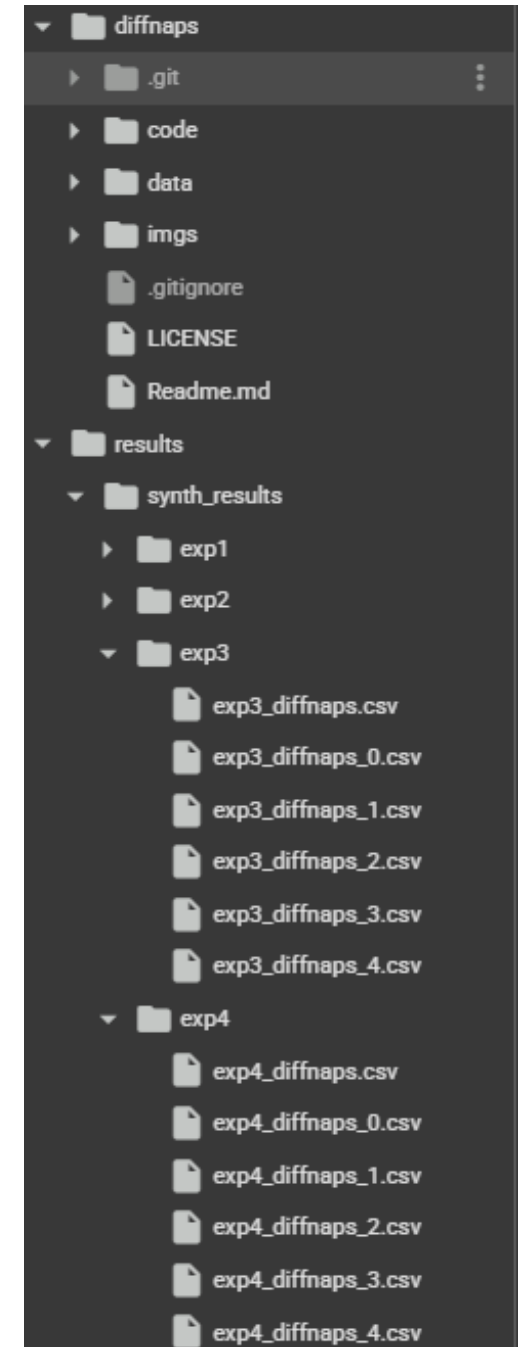 diffnaps
.git
code
data
imgs
.gitignore
LICENSE
Readme.md
results
synth_results
exp1
exp2
exp3
exp3_diffnaps.csv
exp3_diffnaps_0.csv
exp3_diffnaps_1.csv
exp3_diffnaps_2.csv
exp3_diffnaps_3.csv
exp3_diffnaps_4.csv
exp4
exp4_diffnaps.csv
exp4_diffnaps_0.csv
exp4_diffnaps_1.csv
exp4_diffnaps_2.csv
exp4_diffnaps_3.csv
exp4_diffnaps_4.csv